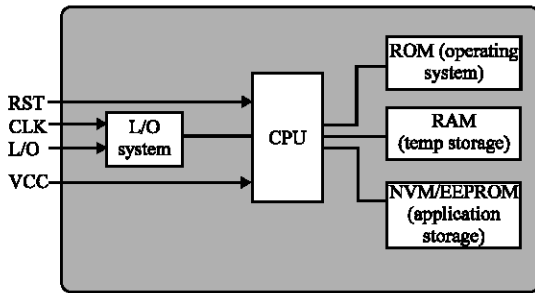 RST
CLK
L/O
VCC
L/O
system
CPU
ROM (operating
system)
RAM
(temp storage)
NVM/EEPROM
(application
storage)